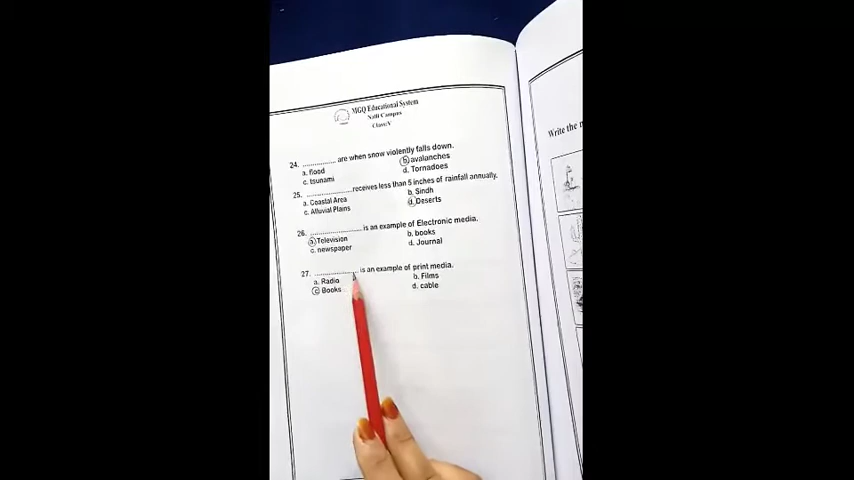 MGQ Educational System
Nalli Campus
Class:V
24. ................ are when snow violently falls down.
a. flood b. avalanches
c. tsunami d. Tornadoes
25. ......................receives less than 5 inches of rainfall annually.
a. Coastal Area b. Sindh
c. Alluvial Plains d. Deserts
26. ...................... is an example of Electronic media.
a. Television b. books
c. newspaper d. Journal
27. ..................... is an example of print media.
a. Radio b. Films
c. Books d. cable
Write the